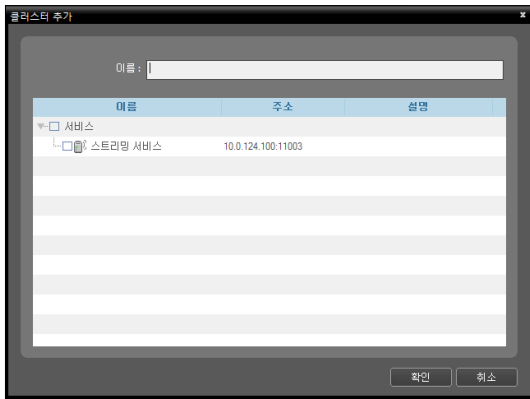 클러스터 추가
이름 :
이름 주소 설명
서비스
스트리밍 서비스 10.0.124.100:11003
확인 취소